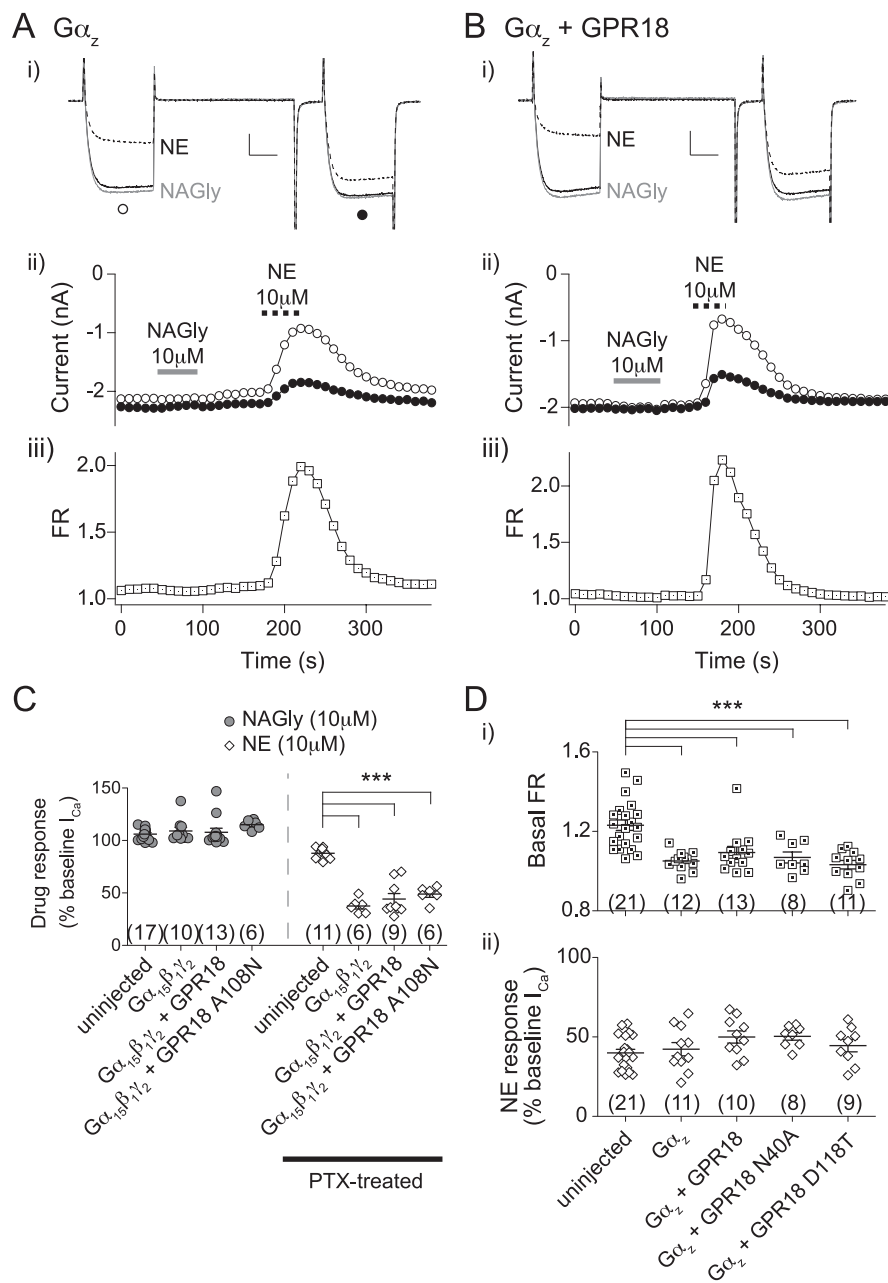 A Gαz
i)
NE
NAGly
ii)
NE
10μM
NAGly
10μM
Current (nA)
0
-1
-2
iii)
FR
2.0
1.5
1.0
0 100 200 300
Time (s)
B Gαz + GPR18
i)
NE
NAGly
ii)
NE
10μM
NAGly
10μM
Current (nA)
0
-1
-2
iii)
FR
2.0
1.5
1.0
0 100 200 300
Time (s)
C
NAGly (10μM)
NE (10μM)
***
Drug response
(% baseline ICa)
150
100
50
0
(17) (10) (13) (6) (11) (6) (9) (6)
uninjected
Gα15β1γ2
Gα15β1γ2 + GPR18
Gα15β1γ2 + GPR18 A108N
uninjected
Gα15β1γ2
Gα15β1γ2 + GPR18
Gα15β1γ2 + GPR18 A108N
PTX-treated
D
i)
***
Basal FR
1.6
1.2
0.8
(21) (12) (13) (8) (11)
ii)
NE response
(% baseline ICa)
100
50
0
(21) (11) (10) (8) (9)
uninjected
Gαz
Gαz + GPR18
Gαz + GPR18 N40A
Gαz + GPR18 D118T